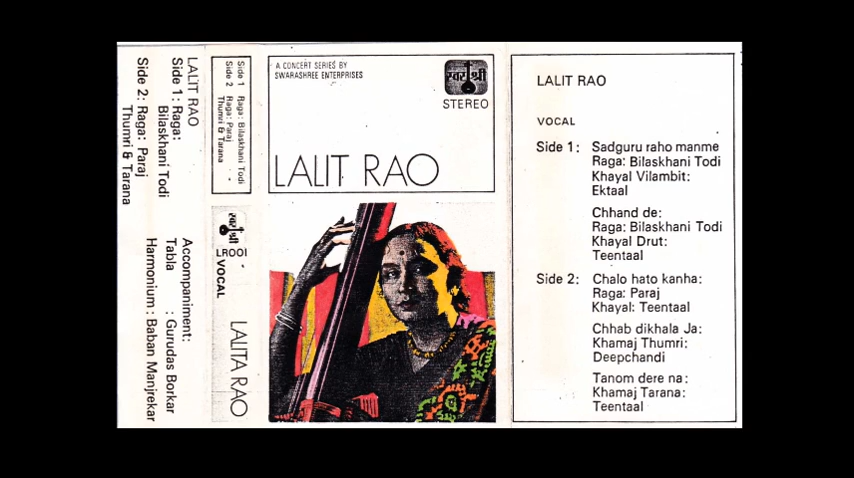 LALIT RAO
Side 1: Raga:
Bilaskhani Todi
Side 2: Raga: Paraj
Thumri & Tarana
Accompaniment:
Tabla : Gurudas Borkar
Harmonium : Baban Manjrekar
Side 1 Raga: Bilaskhani Todi
Side 2 Raga: Paraj
Thumri & Tarana
स्वरश्री
LR001
VOCAL
LALITA RAO
A CONCERT SERIES BY
SWARASHREE ENTERPRISES
स्वरश्री
STEREO
LALIT RAO
LALIT RAO
VOCAL
Side 1: Sadguru raho manme
Raga: Bilaskhani Todi
Khayal Vilambit:
Ektaal
Chhand de:
Raga: Bilaskhani Todi
Khayal Drut:
Teentaal
Side 2: Chalo hato kanha:
Raga: Paraj
Khayal: Teentaal
Chhab dikhala Ja:
Khamaj Thumri:
Deepchandi
Tanom dere na:
Khamaj Tarana:
Teentaal